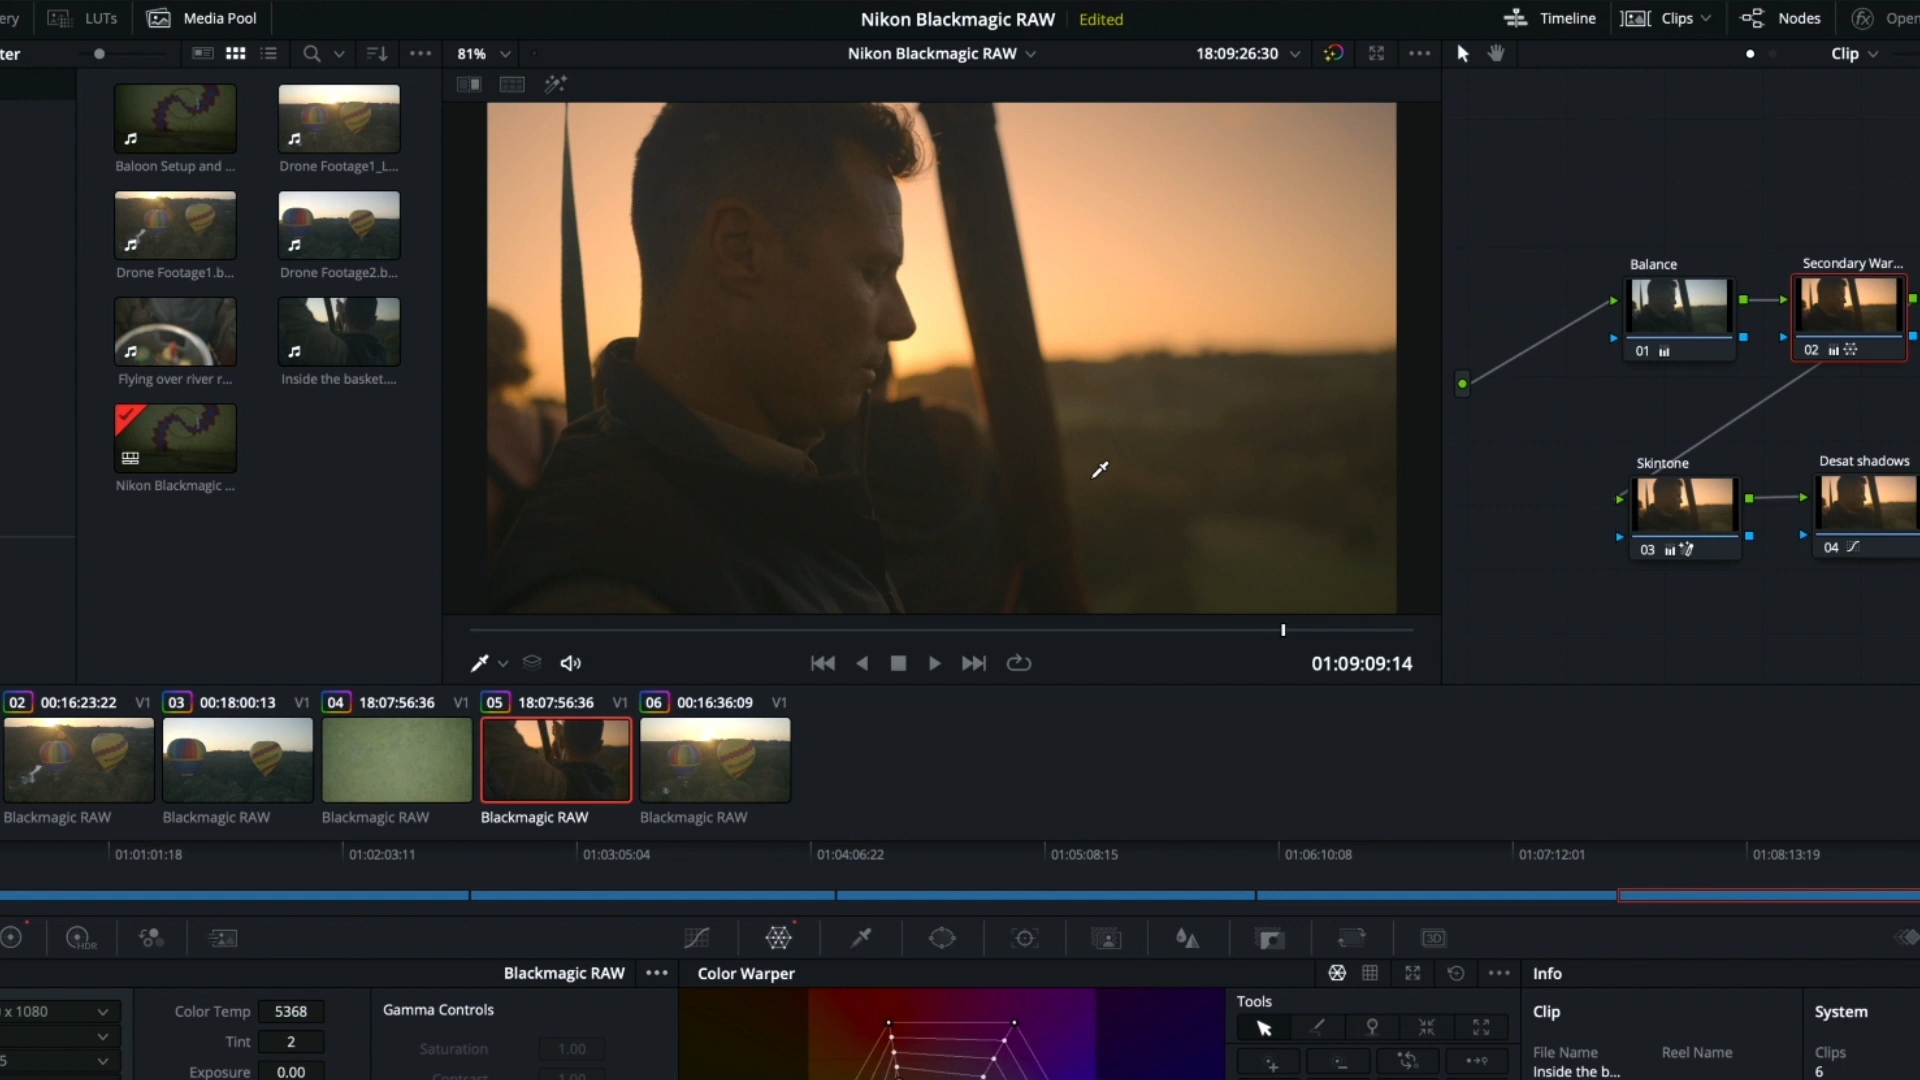 ery
LUTs
Media Pool
Nikon Blackmagic RAW
Edited
Timeline
Clips
Nodes
Open
ter
81%
Nikon Blackmagic RAW
18:09:26:30
Clip
Baloon Setup and ...
Drone Footage1_L...
Drone Footage1.b...
Drone Footage2.b...
Flying over river r...
Inside the basket....
Nikon Blackmagic ...
Balance
Secondary War...
01
02
Skintone
Desat shadows
03
04
01:09:09:14
02 00:16:23:22 V1
03 00:18:00:13 V1
04 18:07:56:36 V1
05 18:07:56:36 V1
06 00:16:36:09 V1
Blackmagic RAW
Blackmagic RAW
Blackmagic RAW
Blackmagic RAW
Blackmagic RAW
01:01:01:18
01:02:03:11
01:03:05:04
01:04:06:22
01:05:08:15
01:06:10:08
01:07:12:01
01:08:13:19
HDR
3D
Blackmagic RAW
Color Warper
Info
x 1080
5
Color Temp 5368
Tint 2
Exposure 0.00
Gamma Controls
Saturation 1.00
Contrast 1.00
Tools
Clip
System
File Name
Reel Name
Clips
Inside the b...
6